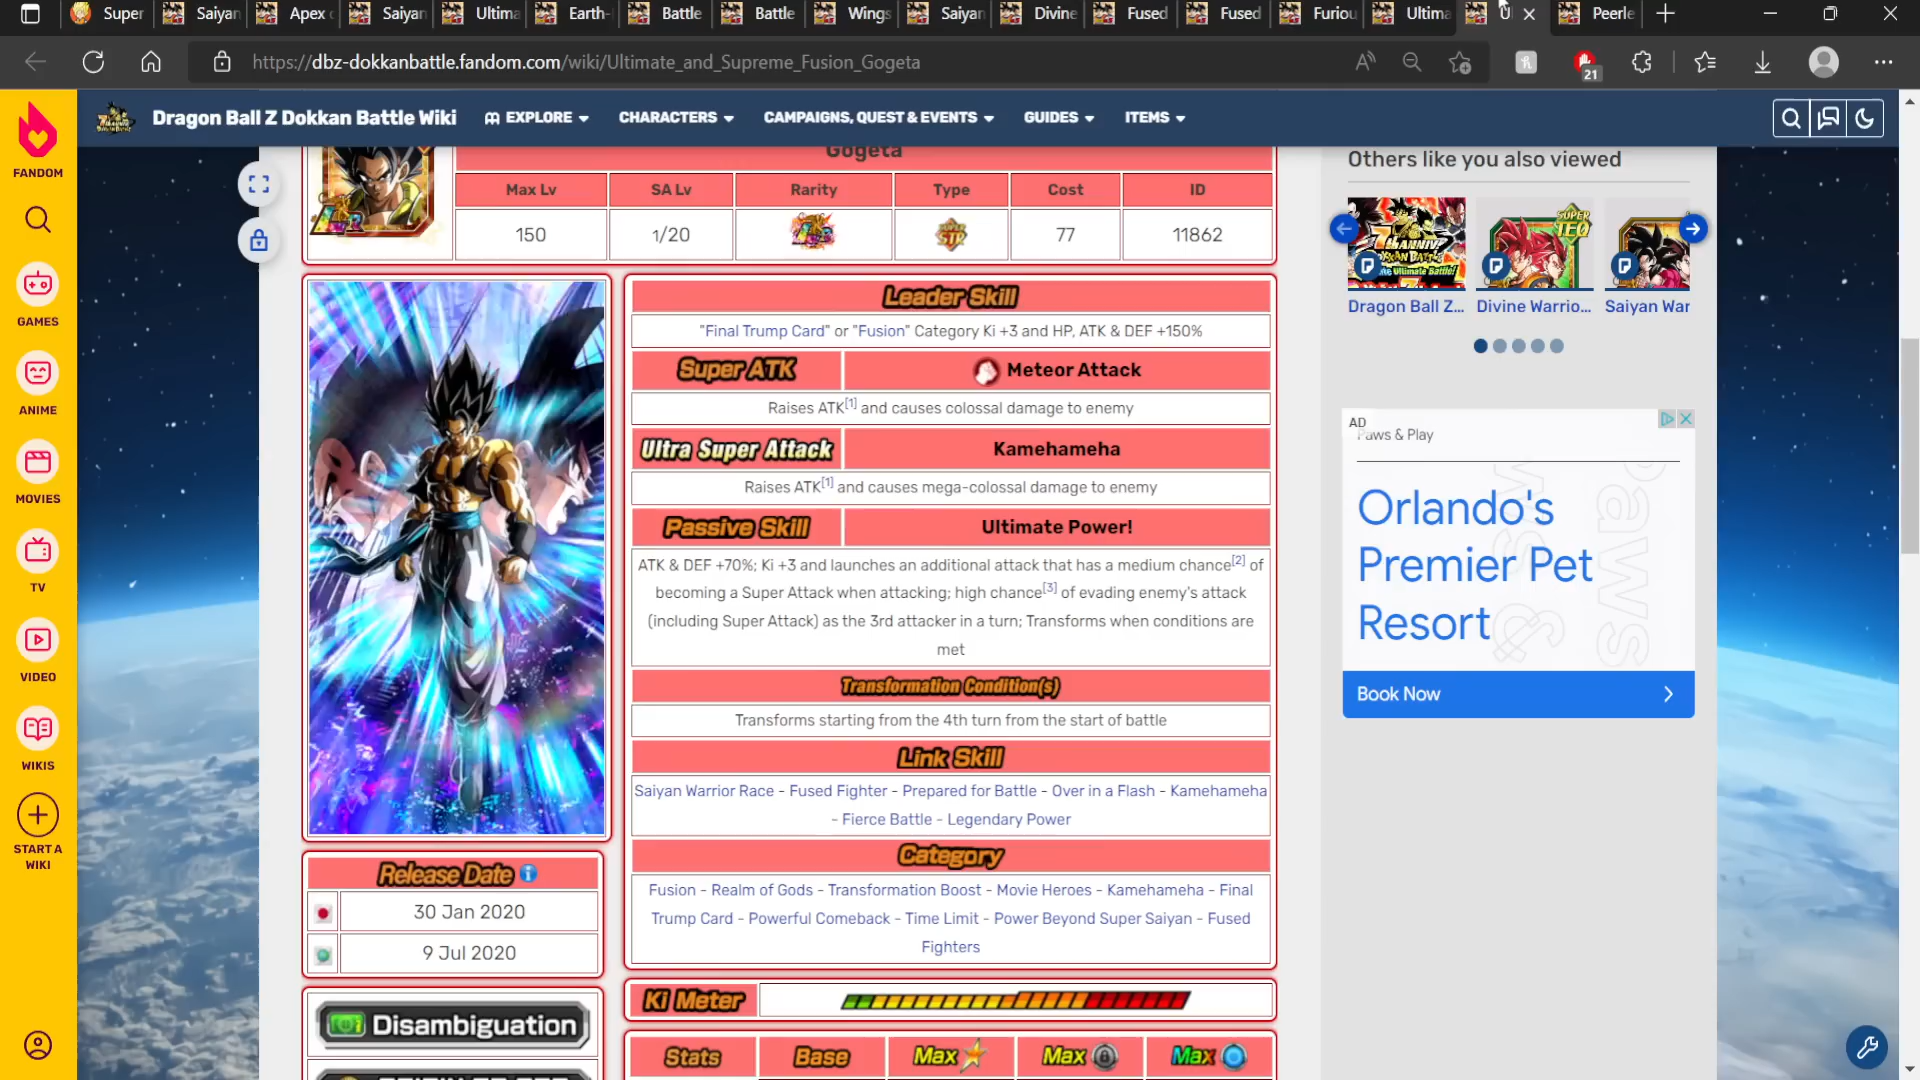 Super
Saiyan
Apex
Saiyan
Ultima
Earth-
Battle
Battle
Wings
Saiyan
Divine
Fused
Fused
Furiou
Ultima
Peerle
https://dbz-dokkanbattle.fandom.com/wiki/Ultimate_and_Supreme_Fusion_Gogeta
21
FANDOM
GAMES
ANIME
MOVIES
TV
VIDEO
WIKIS
START A
WIKI
Dragon Ball Z Dokkan Battle Wiki
EXPLORE
CHARACTERS
CAMPAIGNS, QUEST & EVENTS
GUIDES
ITEMS
Gogeta
Max Lv
SA Lv
Rarity
Type
Cost
ID
150
1/20
LR
SUPER STR
77
11862
Leader Skill
"Final Trump Card" or "Fusion" Category Ki +3 and HP, ATK & DEF +150%
Super ATK
Meteor Attack
Raises ATK[1] and causes colossal damage to enemy
Ultra Super Attack
Kamehameha
Raises ATK[1] and causes mega-colossal damage to enemy
Passive Skill
Ultimate Power!
ATK & DEF +70%; Ki +3 and launches an additional attack that has a medium chance[2] of
becoming a Super Attack when attacking; high chance[3] of evading enemy's attack
(including Super Attack) as the 3rd attacker in a turn; Transforms when conditions are
met
Transformation Condition(s)
Transforms starting from the 4th turn from the start of battle
Link Skill
Saiyan Warrior Race - Fused Fighter - Prepared for Battle - Over in a Flash - Kamehameha
- Fierce Battle - Legendary Power
Category
Fusion - Realm of Gods - Transformation Boost - Movie Heroes - Kamehameha - Final
Trump Card - Powerful Comeback - Time Limit - Power Beyond Super Saiyan - Fused
Fighters
Release Date
30 Jan 2020
9 Jul 2020
Disambiguation
Ki Meter
Stats
Base
Max
Max
Max
Others like you also viewed
SUPER
TEQ
Dragon Ball Z...
Divine Warrio...
Saiyan War
AD
Paws & Play
Orlando's
Premier Pet
Resort
Book Now